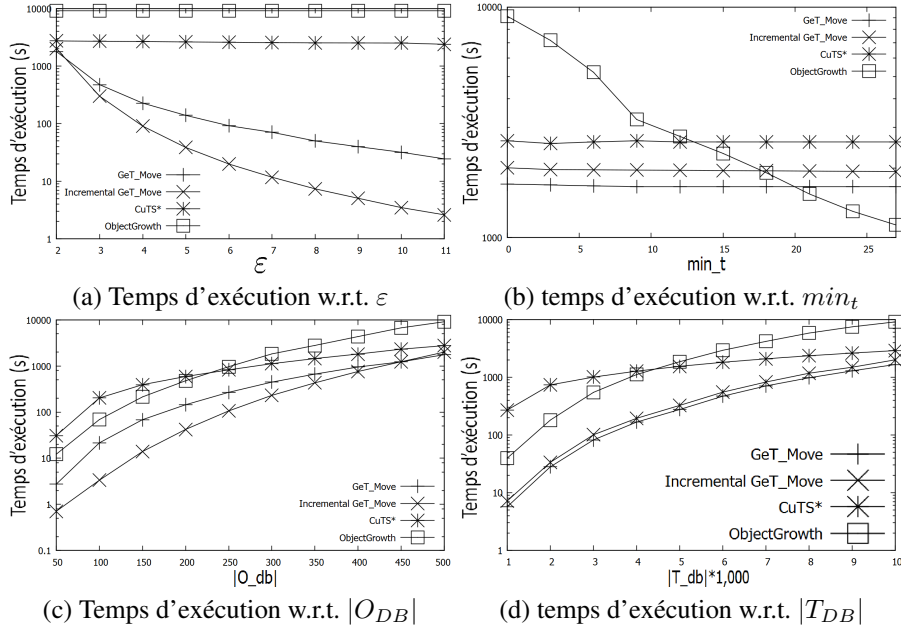 10000
1000
100
10
1
Temps d'exécution (s)
GeT_Move
Incremental GeT_Move
CuTS*
ObjectGrowth
2 3 4 5 6 7 8 9 10 11
ε
(a) Temps d'exécution w.r.t. ε
10000
1000
Temps d'exécution (s)
GeT_Move
Incremental GeT_Move
CuTS*
ObjectGrowth
0 5 10 15 20 25
min_t
(b) temps d'exécution w.r.t. min_t
10000
1000
100
10
1
0.1
Temps d'exécution (s)
GeT_Move
Incremental GeT_Move
CuTS*
ObjectGrowth
50 100 150 200 250 300 350 400 450 500
|O_db|
(c) Temps d'exécution w.r.t. |O_{DB}|
10000
1000
100
10
1
Temps d'exécution (s)
GeT_Move
Incremental GeT_Move
CuTS*
ObjectGrowth
1 2 3 4 5 6 7 8 9 10
|T_db|*1,000
(d) temps d'exécution w.r.t. |T_{DB}|